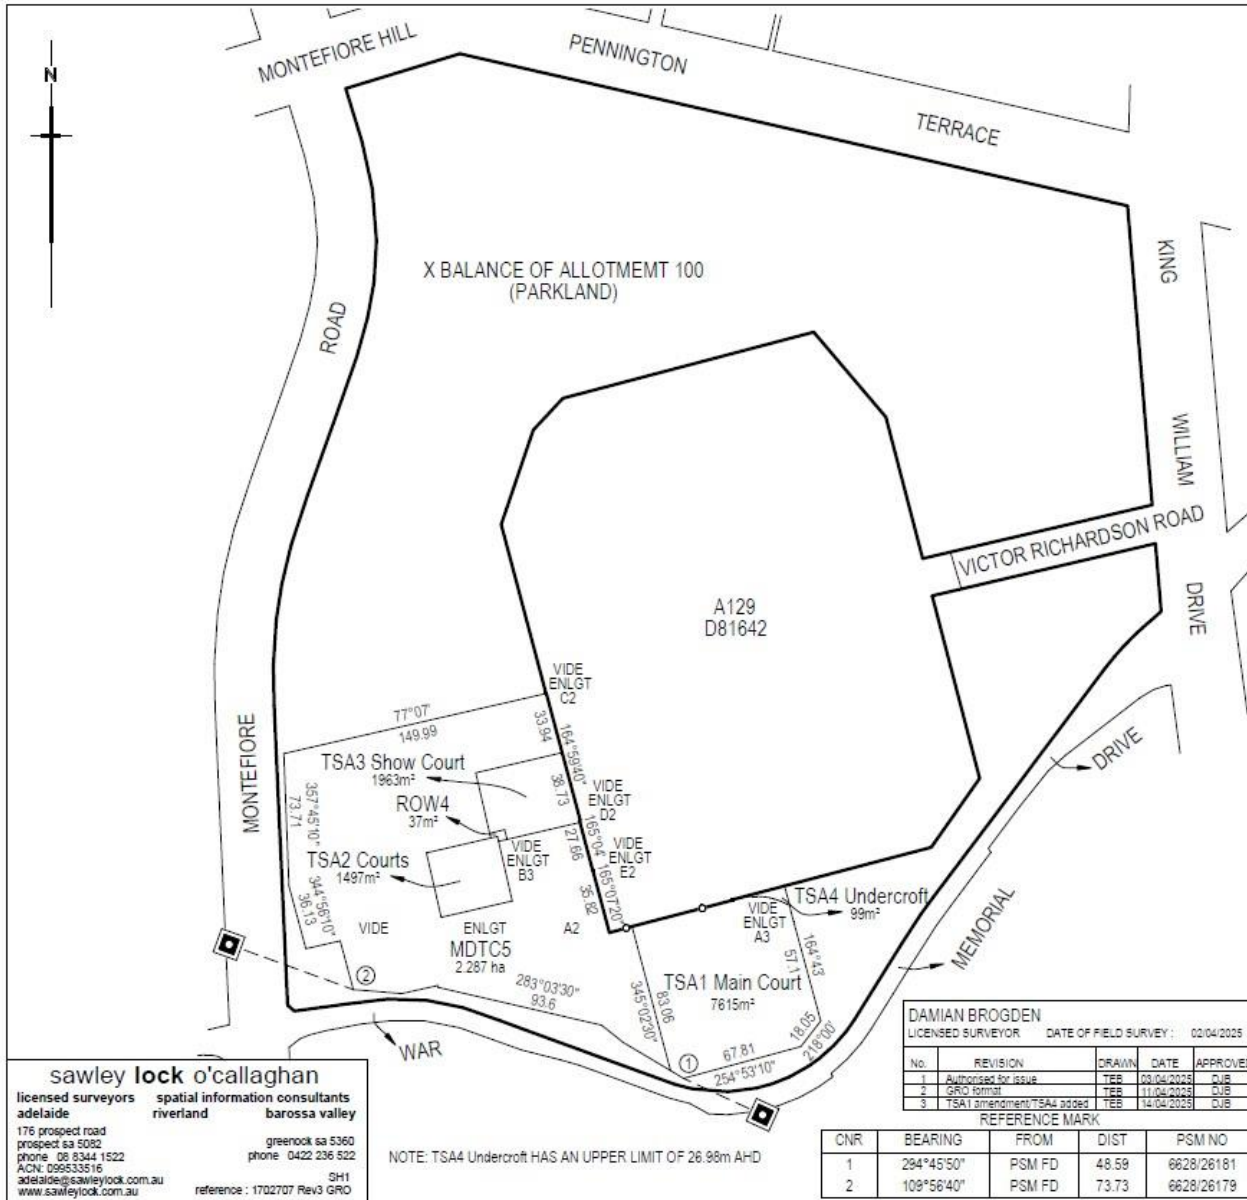 MONTEFIORE HILL
PENNINGTON
TERRACE
N
KING
WILLIAM
DRIVE
ROAD
X BALANCE OF ALLOTMEMT 100
(PARKLAND)
VICTOR RICHARDSON ROAD
A129
D81642
VIDE
ENLGT
C2
77°07'
149.99
33.94
164°59'40"
TSA3 Show Court
1963m²
38.73
MONTEFIORE
357°45'10"
73.71
ROW4
37m²
VIDE
ENLGT
D2
27.66
165°04'
VIDE
ENLGT
B3
VIDE
ENLGT
E2
TSA2 Courts
1497m²
344°56'10"
36.13
35.82
165°07'20"
VIDE ENLGT A2
MDTC5
2.287 ha
TSA4 Undercroft
99m²
VIDE
ENLGT
A3
164°43
57.1
DRIVE
MEMORIAL
WAR
2
283°03'30"
93.6
83.06
345°02'30"
TSA1 Main Court
7615m²
1
67.81
254°53'10"
18.05
218°00'
DAMIAN BROGDEN
LICENSED SURVEYOR DATE OF FIELD SURVEY : 02/04/2025
No. REVISION DRAWN DATE APPROVED
1 Authorised for issue TEB 03/04/2025 DJB
2 GRO format TEB 11/04/2025 DJB
3 TSA1 amendment/TSA4 added TEB 14/04/2025 DJB
REFERENCE MARK
CNR BEARING FROM DIST PSM NO
1 294°45'50" PSM FD 48.59 6628/26181
2 109°56'40" PSM FD 73.73 6628/26179
NOTE: TSA4 Undercroft HAS AN UPPER LIMIT OF 26.98m AHD
sawley lock o'callaghan
licensed surveyors spatial information consultants
adelaide riverland barossa valley
176 prospect road
prospect sa 5082 greenock sa 5360
phone 08 8344 1522 phone 0422 236 522
ACN: 099533516
adelaide@sawleylock.com.au SH1
www.sawleylock.com.au reference : 1702707 Rev3 GRO